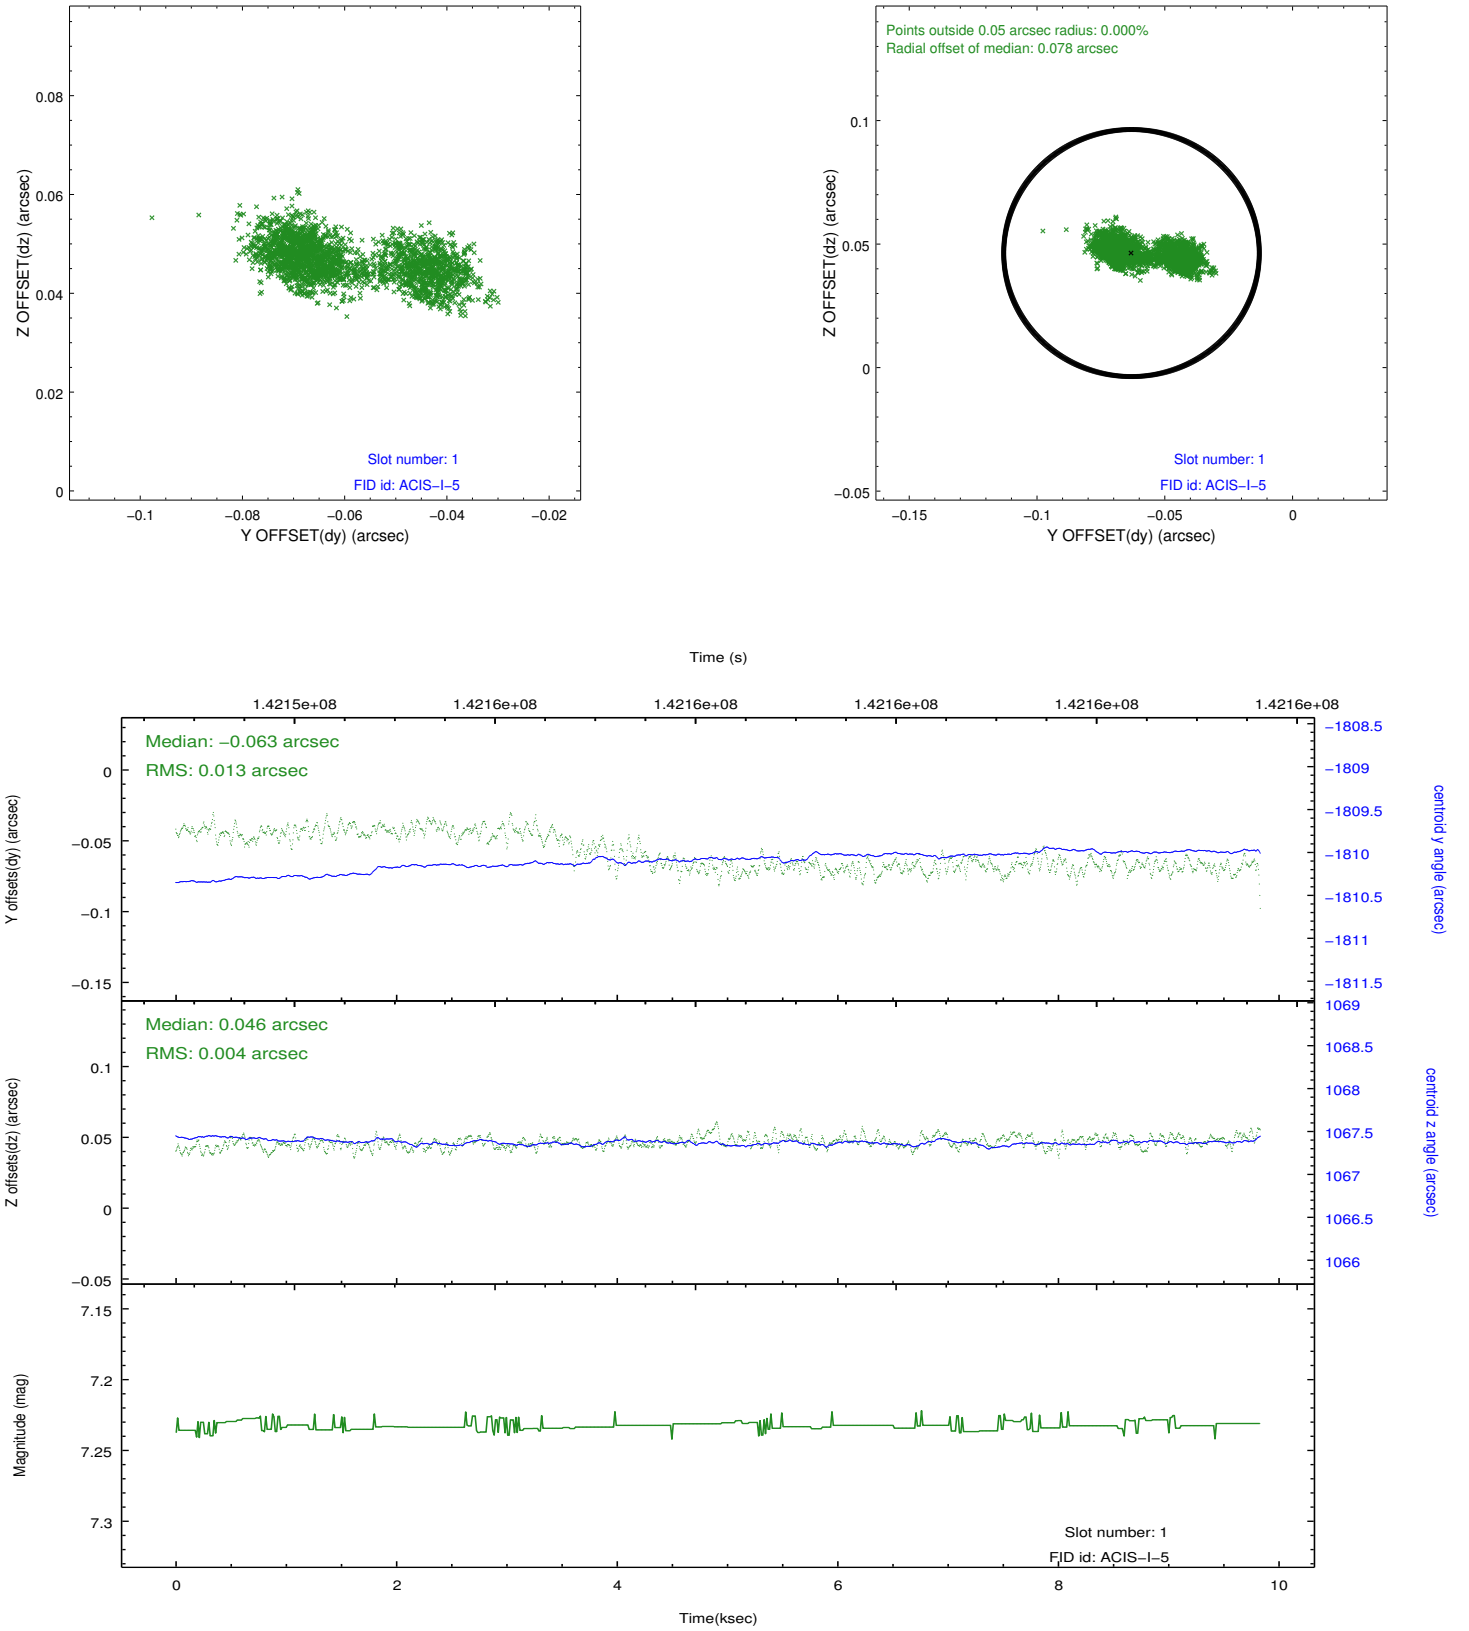 0.08
0.06
0.04
0.02
0
−0.1
−0.08
−0.06
−0.04
−0.02
Z OFFSET(dz) (arcsec)
Y OFFSET(dy) (arcsec)
Slot number: 1
FID id: ACIS−I−5
Points outside 0.05 arcsec radius: 0.000%
Radial offset of median: 0.078 arcsec
0.1
0.05
0
−0.05
−0.15
−0.1
−0.05
0
Z OFFSET(dz) (arcsec)
Y OFFSET(dy) (arcsec)
Slot number: 1
FID id: ACIS−I−5
Time (s)
1.4215e+08
1.4216e+08
1.4216e+08
1.4216e+08
1.4216e+08
1.4216e+08
Median: −0.063 arcsec
RMS: 0.013 arcsec
0
−0.05
−0.1
−0.15
Y offsets(dy) (arcsec)
−1808.5
−1809
−1809.5
−1810
−1810.5
−1811
−1811.5
centroid y angle (arcsec)
Median: 0.046 arcsec
RMS: 0.004 arcsec
0.1
0.05
0
−0.05
Z offsets(dz) (arcsec)
1069
1068.5
1068
1067.5
1067
1066.5
1066
centroid z angle (arcsec)
7.15
7.2
7.25
7.3
Magnitude (mag)
Slot number: 1
FID id: ACIS−I−5
0
2
4
6
8
10
Time(ksec)